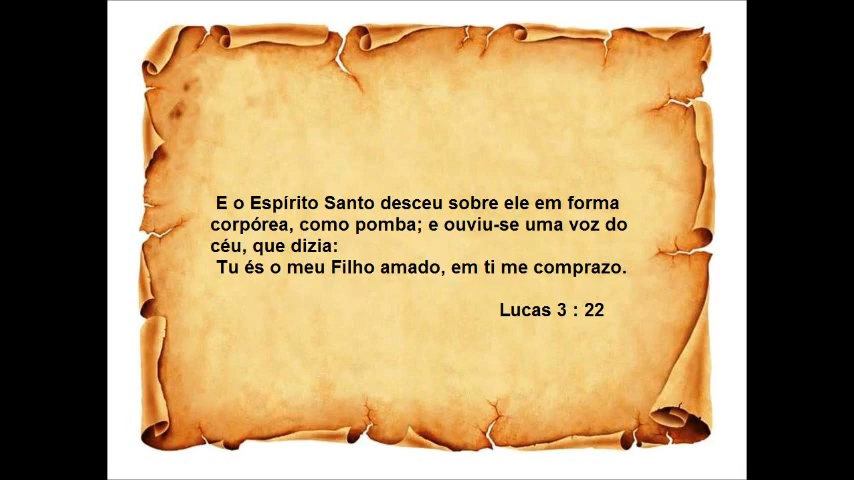 E o Espírito Santo desceu sobre ele em forma
corpórea, como pomba; e ouviu-se uma voz do
céu, que dizia:
Tu és o meu Filho amado, em ti me comprazo.
Lucas 3 : 22